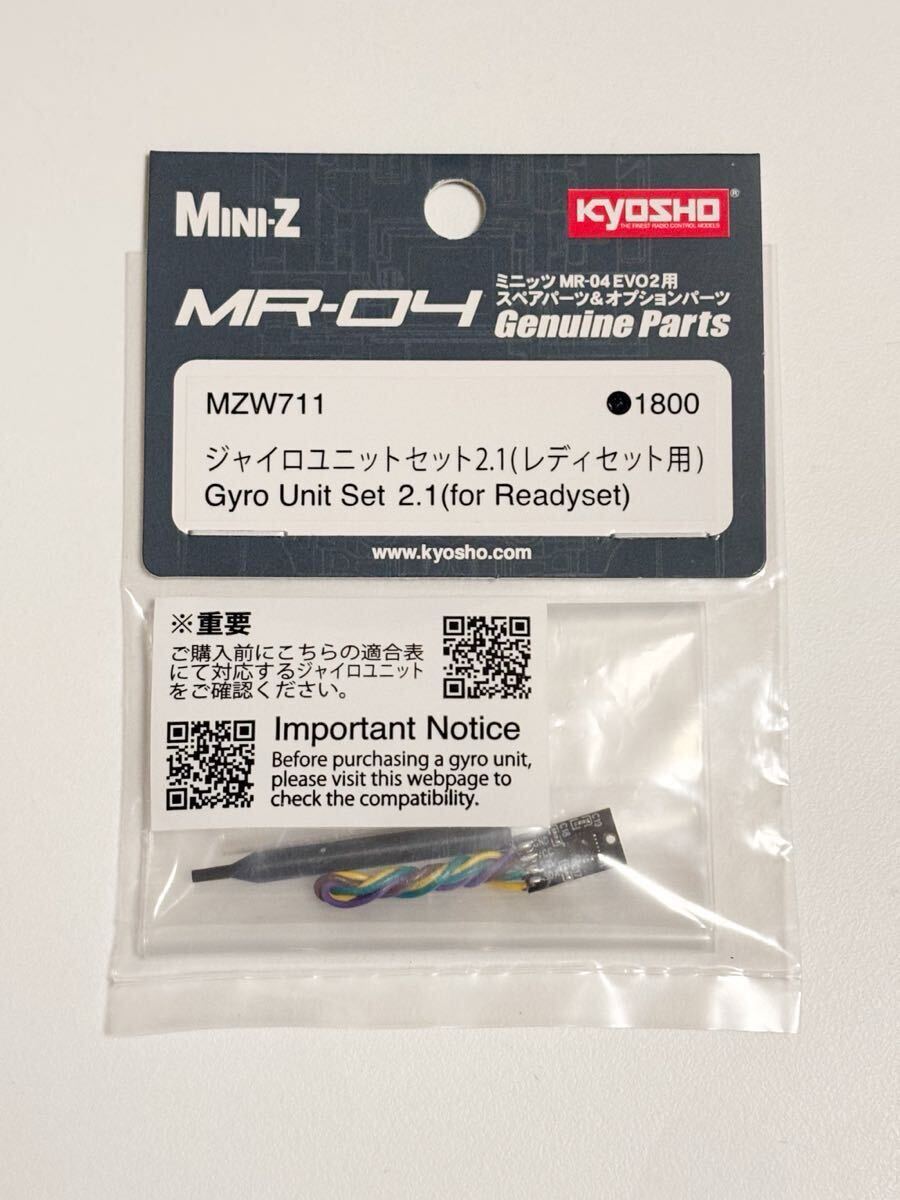 MINI-Z
KYOSHO®
THE FINEST RADIO CONTROL MODELS
MR-04
ミニッツ MR-04 EVO2用
スペアパーツ&オプションパーツ
Genuine Parts
MZW711
●1800
ジャイロユニットセット2.1(レディセット用)
Gyro Unit Set 2.1(for Readyset)
www.kyosho.com
※重要
ご購入前にこちらの適合表
にて対応するジャイロユニット
をご確認ください。
Important Notice
Before purchasing a gyro unit,
please visit this webpage to
check the compatibility.